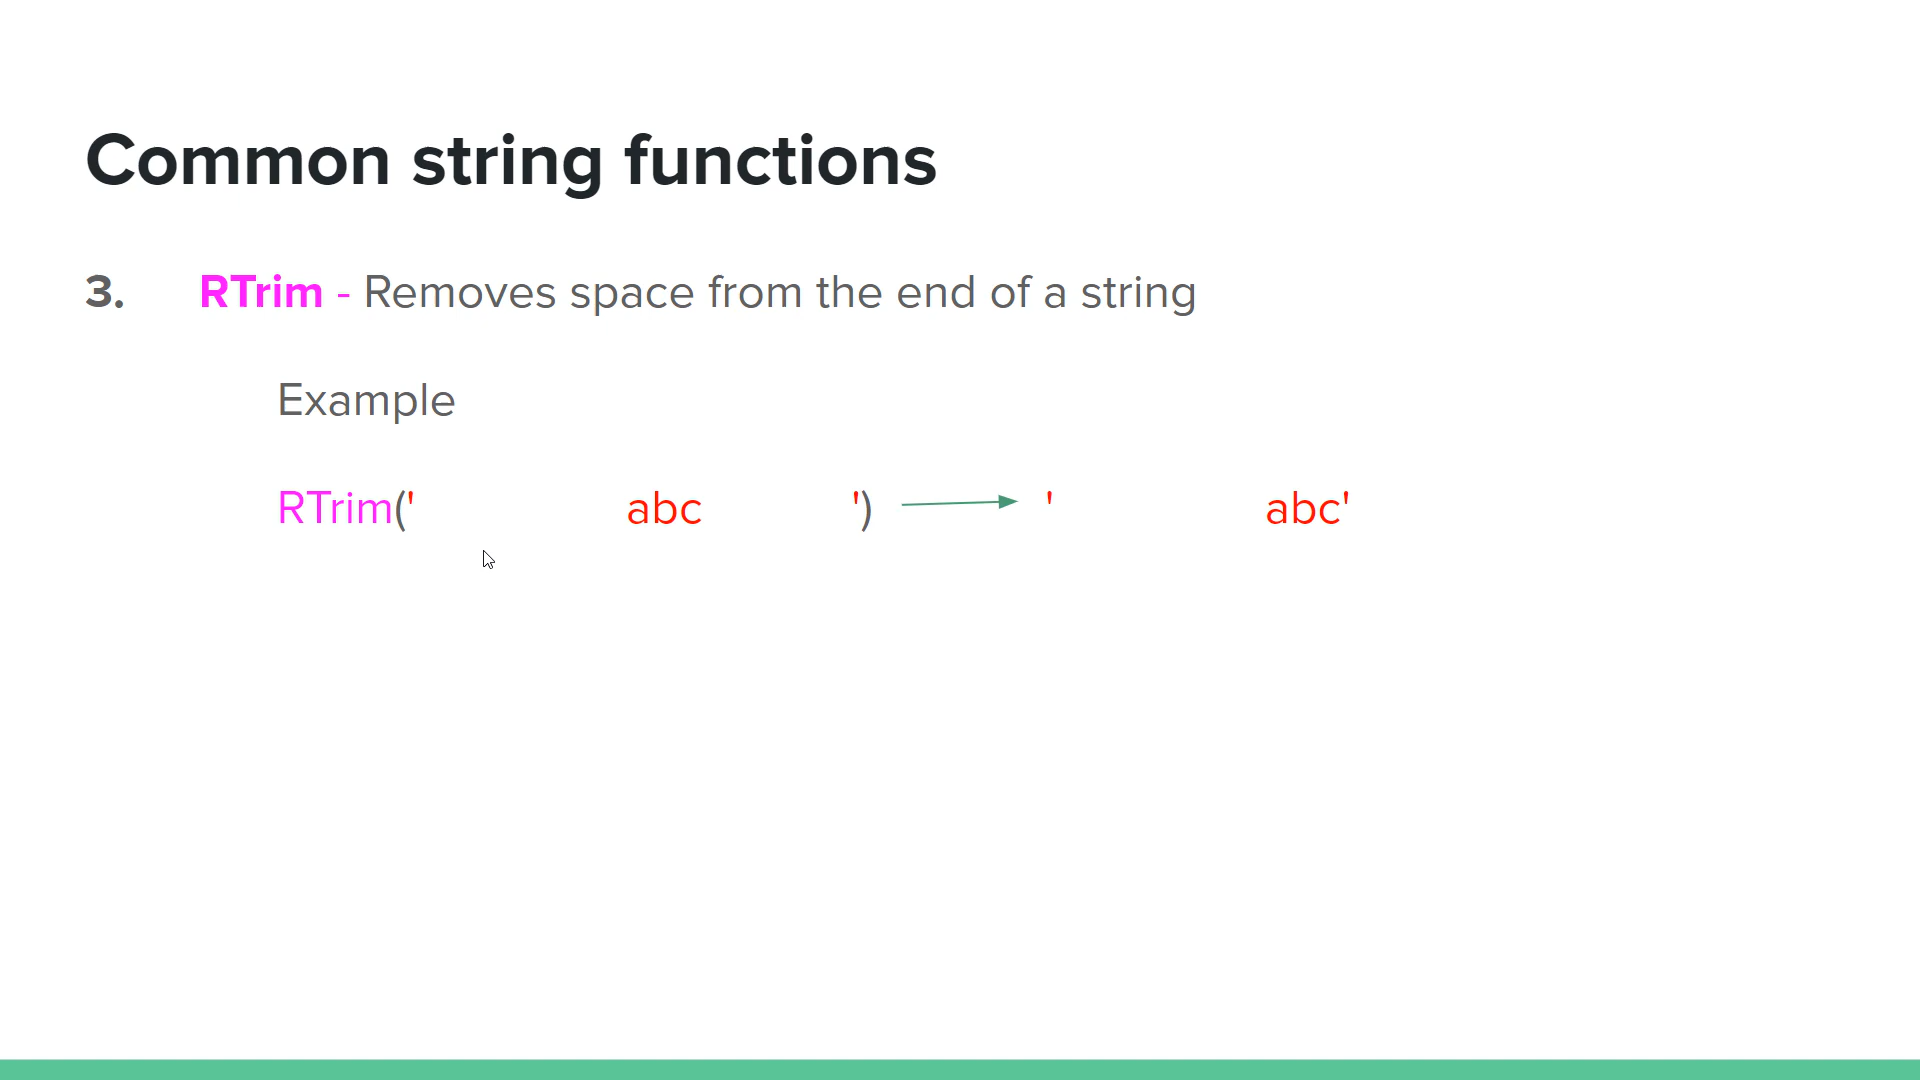 Common string functions
3. RTrim - Removes space from the end of a string
Example
RTrim('          abc          ') ' abc'